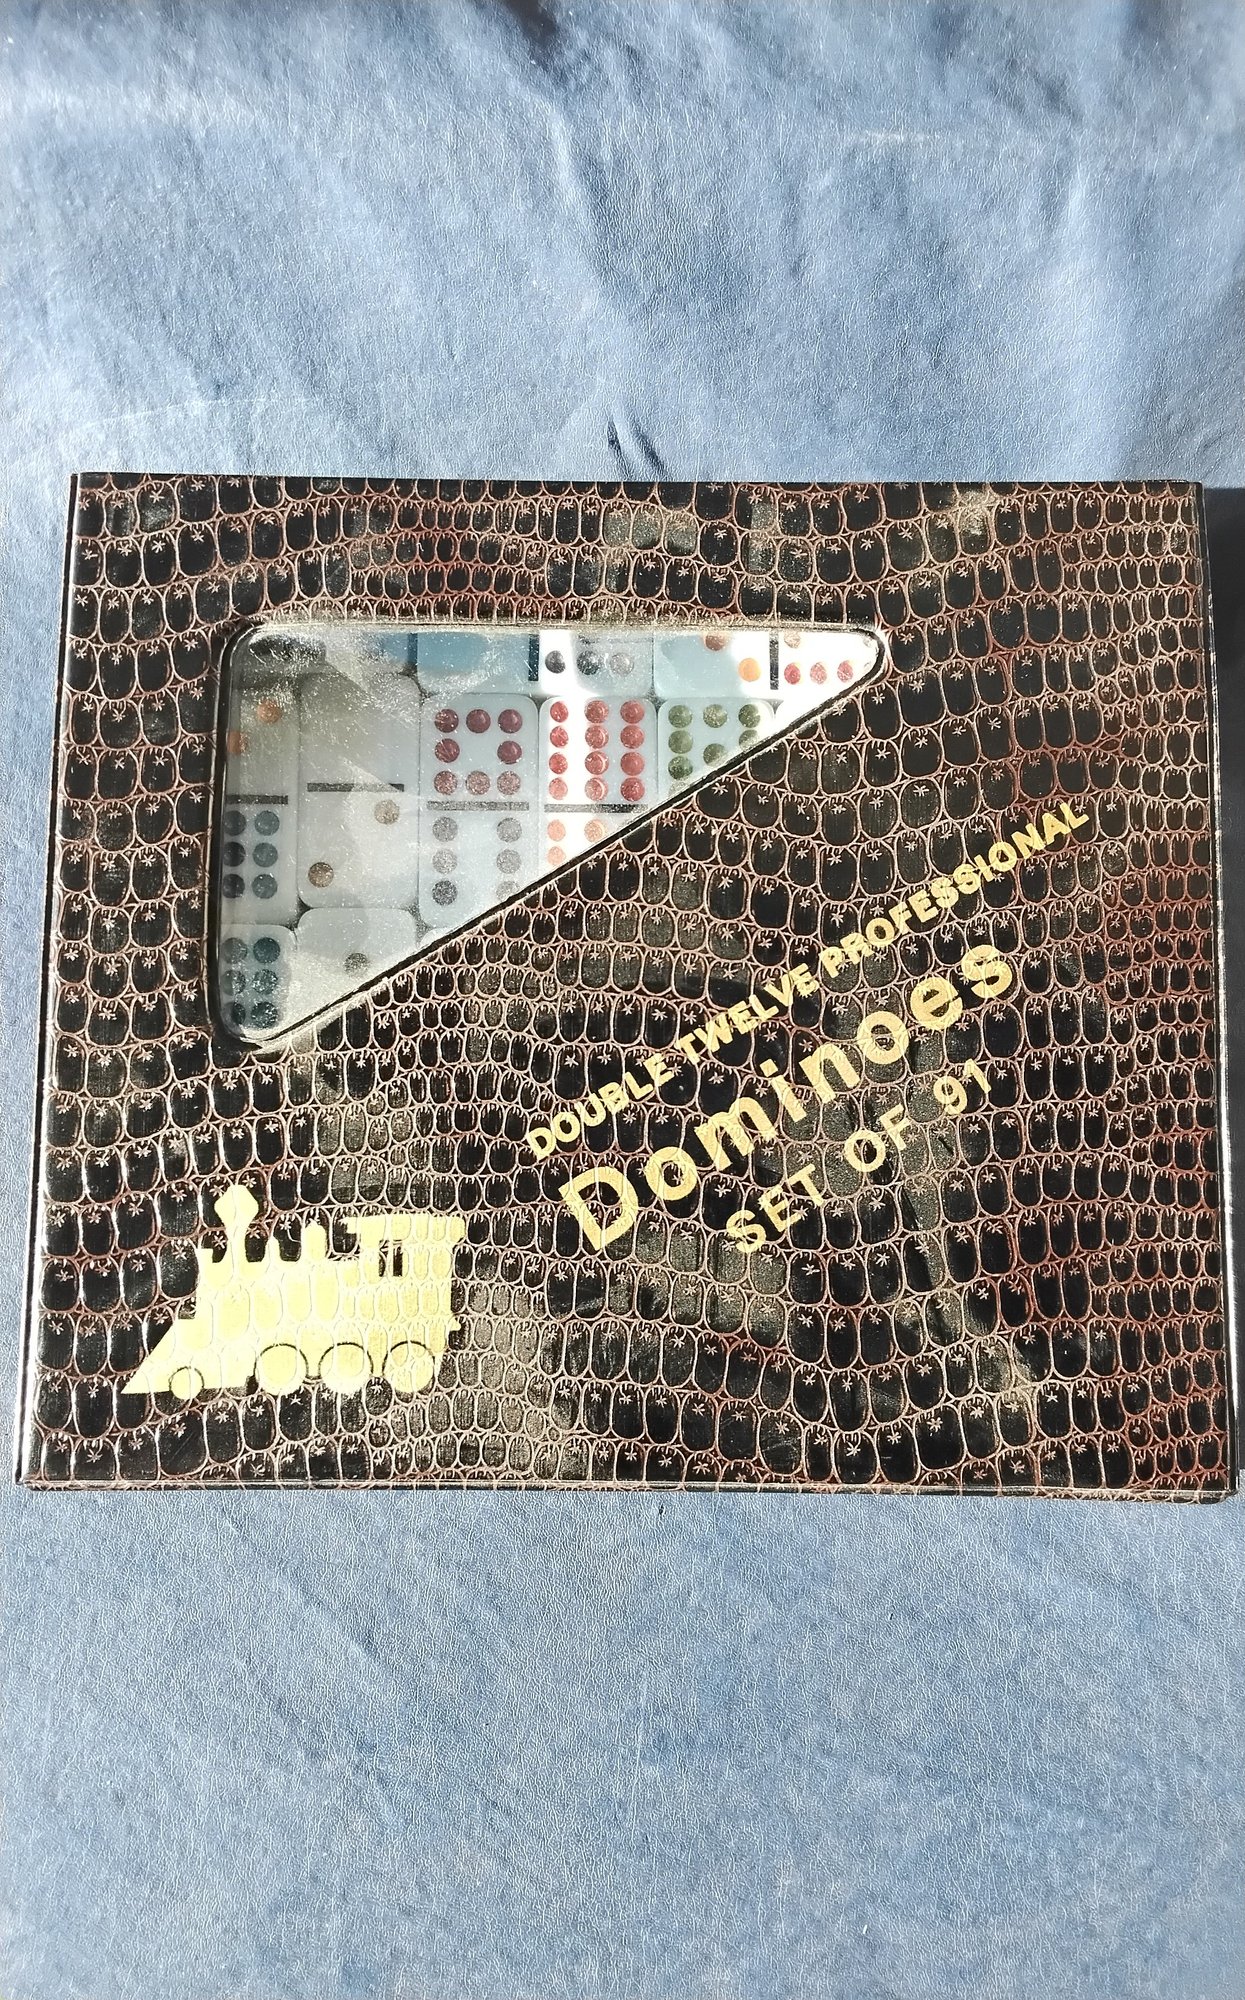 DOUBLE TWELVE PROFESSIONAL
Dominoes
SET OF 91